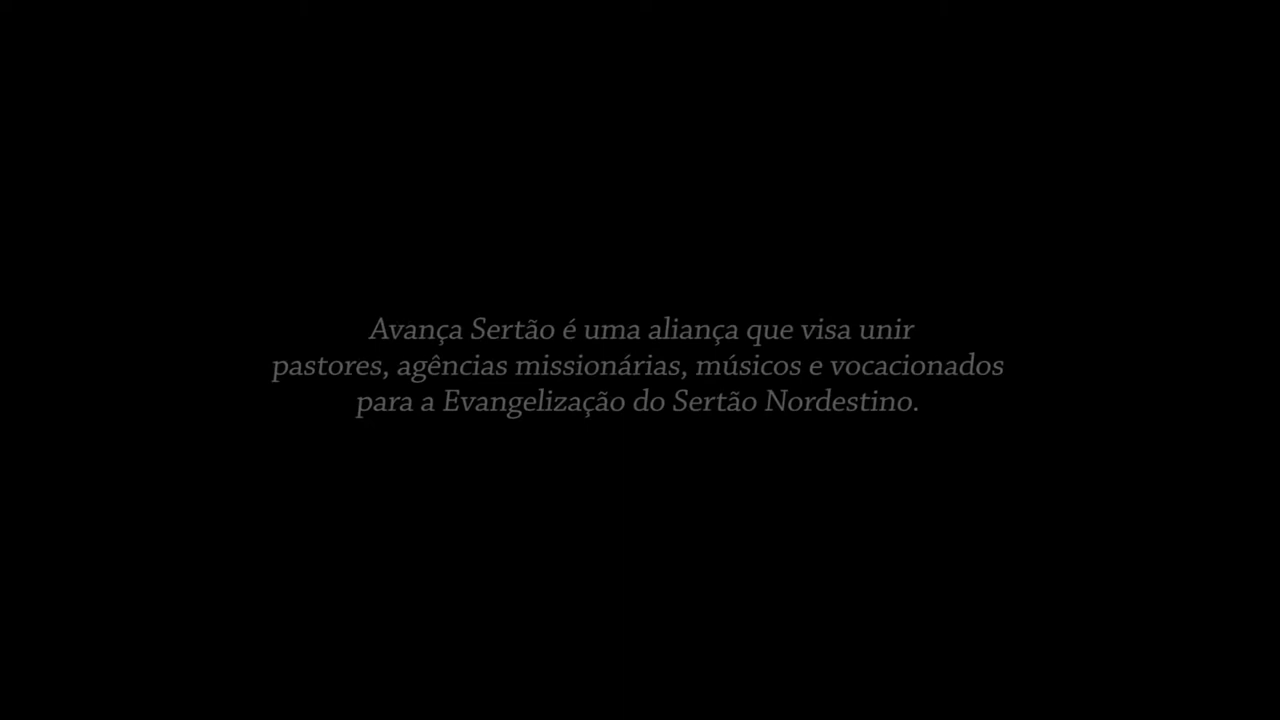 Avança Sertão é uma aliança que visa unir
pastores, agências missionárias, músicos e vocacionados
para a Evangelização do Sertão Nordestino.